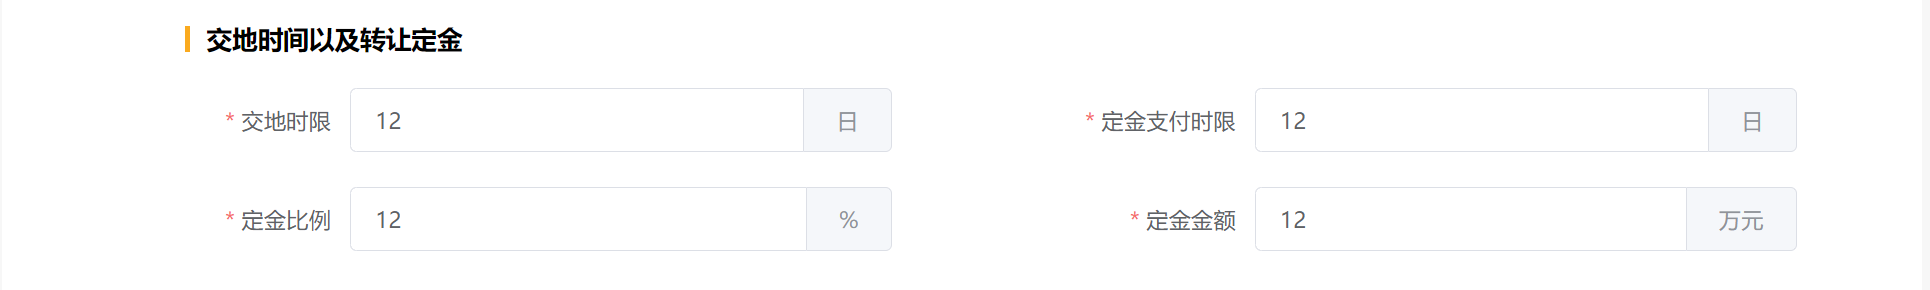 交地时间以及转让定金
* 交地时限 12 日 * 定金支付时限 12 日
* 定金比例 12 % * 定金金额 12 万元